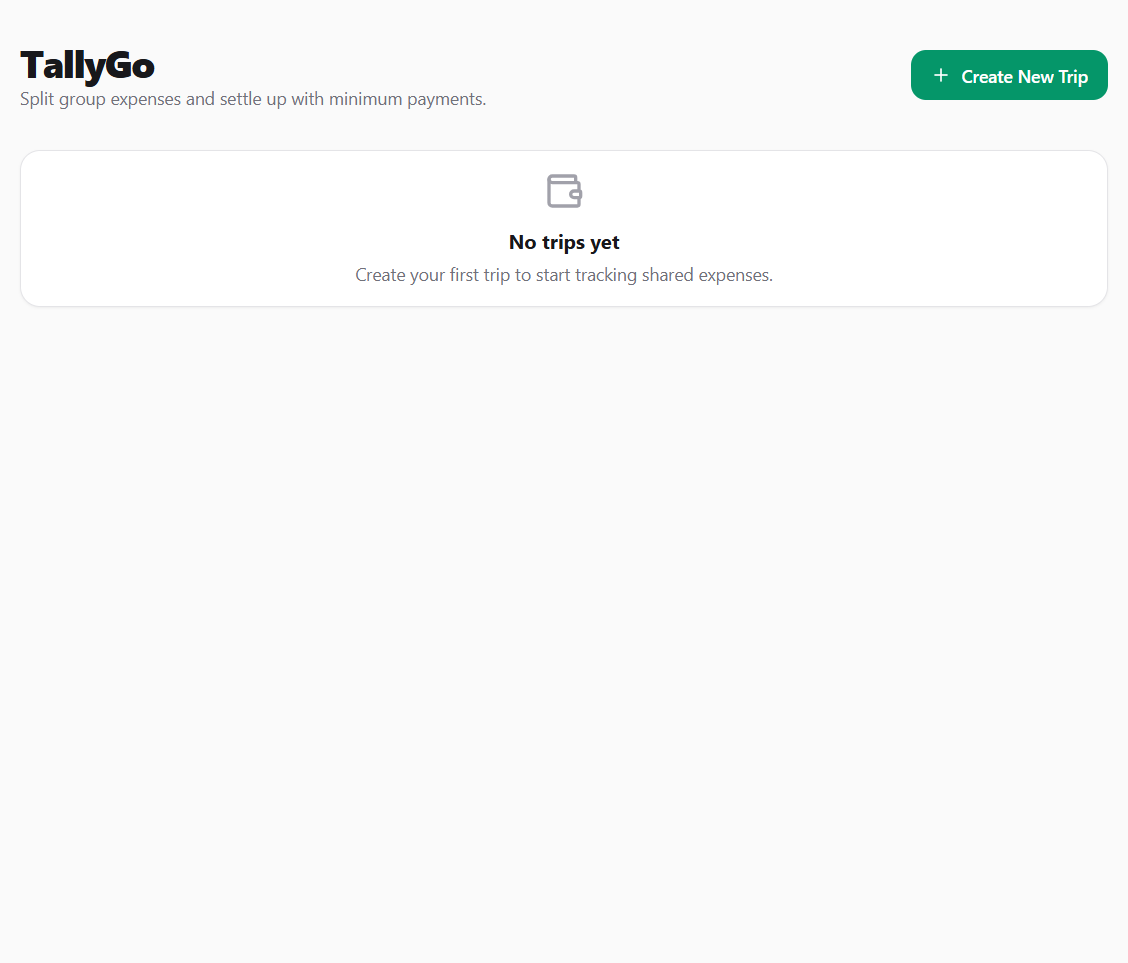 TallyGo
Split group expenses and settle up with minimum payments.
+ Create New Trip
No trips yet
Create your first trip to start tracking shared expenses.